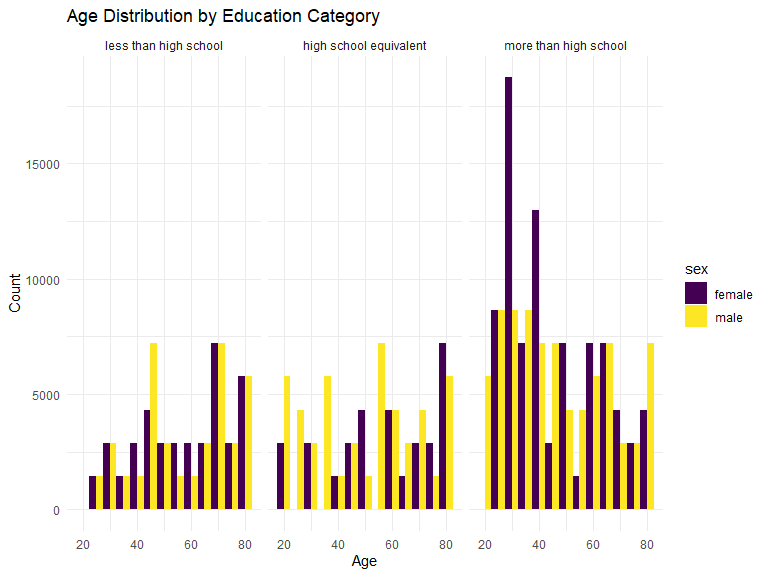 Age Distribution by Education Category
less than high school
high school equivalent
more than high school
15000
10000
5000
0
Count
20 40 60 80
20 40 60 80
20 40 60 80
Age
sex
female
male